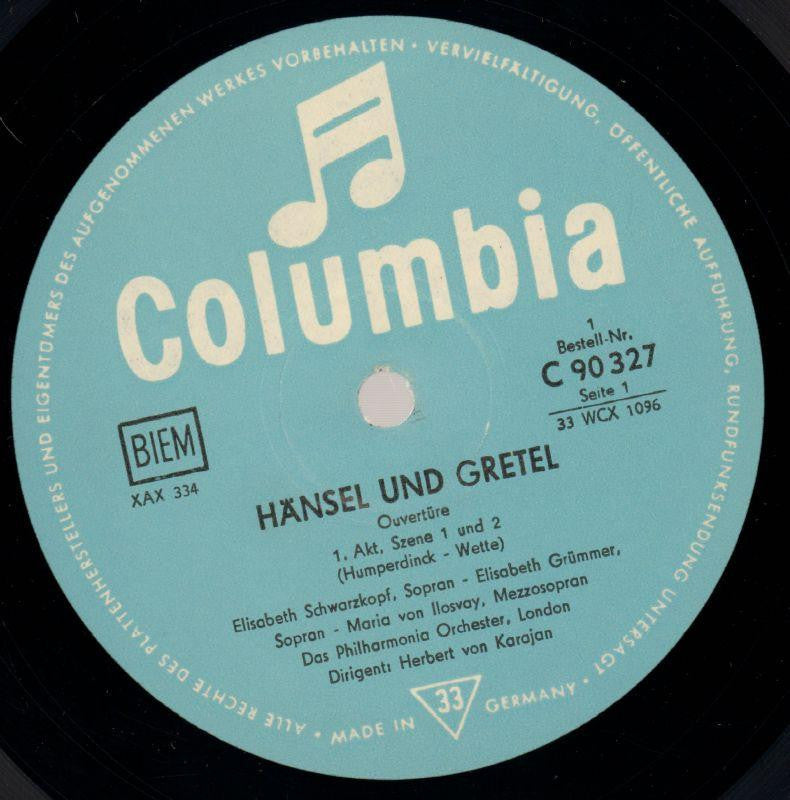 ALLE RECHTE DES PLATTENHERSTELLERS UND EIGENTÜMERS DES AUFGENOMMENEN WERKES VORBEHALTEN • VERVIELFÄLTIGUNG, ÖFFENTLICHE AUFFÜHRUNG, RUNDFUNKSENDUNG UNTERSAGT •
Columbia
1
Bestell-Nr.
C 90 327
Seite 1
33 WCX 1096
BIEM
XAX 334
HÄNSEL UND GRETEL
Ouvertüre
1. Akt, Szene 1 und 2
(Humperdinck - Wette)
Elisabeth Schwarzkopf, Sopran - Elisabeth Grümmer,
Sopran - Maria von Ilosvay, Mezzosopran
Das Philharmonia Orchester, London
Dirigent: Herbert von Karajan
MADE IN 33 GERMANY